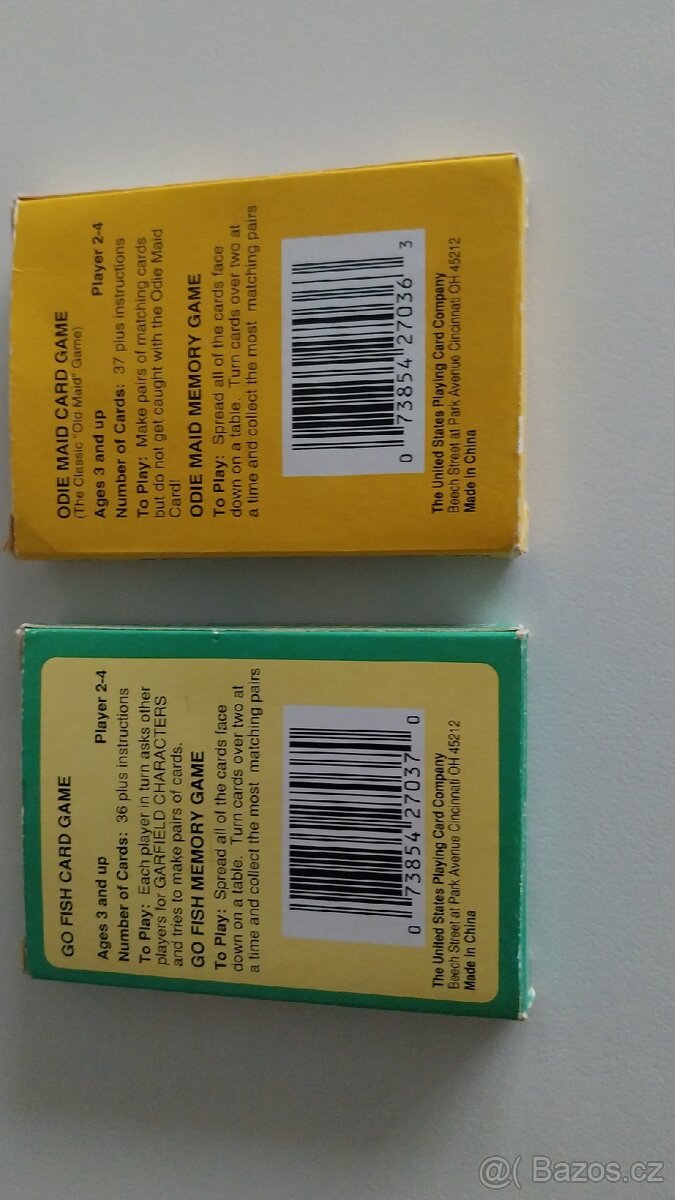 ODIE MAID CARD GAME
(The Classic "Old Maid" Game)
Ages 3 and up Player 2-4
Number of Cards: 37 plus instructions
To Play: Make pairs of matching cards
but do not get caught with the Odie Maid
Card!
ODIE MAID MEMORY GAME
To Play: Spread all of the cards face
down on a table. Turn cards over two at
a time and collect the most matching pairs
0 73854 27036 3
The United States Playing Card Company
Beech Street at Park Avenue Cincinnati OH 45212
Made In China
GO FISH CARD GAME
Ages 3 and up Player 2-4
Number of Cards: 36 plus instructions
To Play: Each player in turn asks other
players for GARFIELD CHARACTERS
and tries to make pairs of cards.
GO FISH MEMORY GAME
To Play: Spread all of the cards face
down on a table. Turn cards over two at
a time and collect the most matching pairs
0 73854 27037 0
The United States Playing Card Company
Beech Street at Park Avenue Cincinnati OH 45212
Made In China
@( Bazos.cz